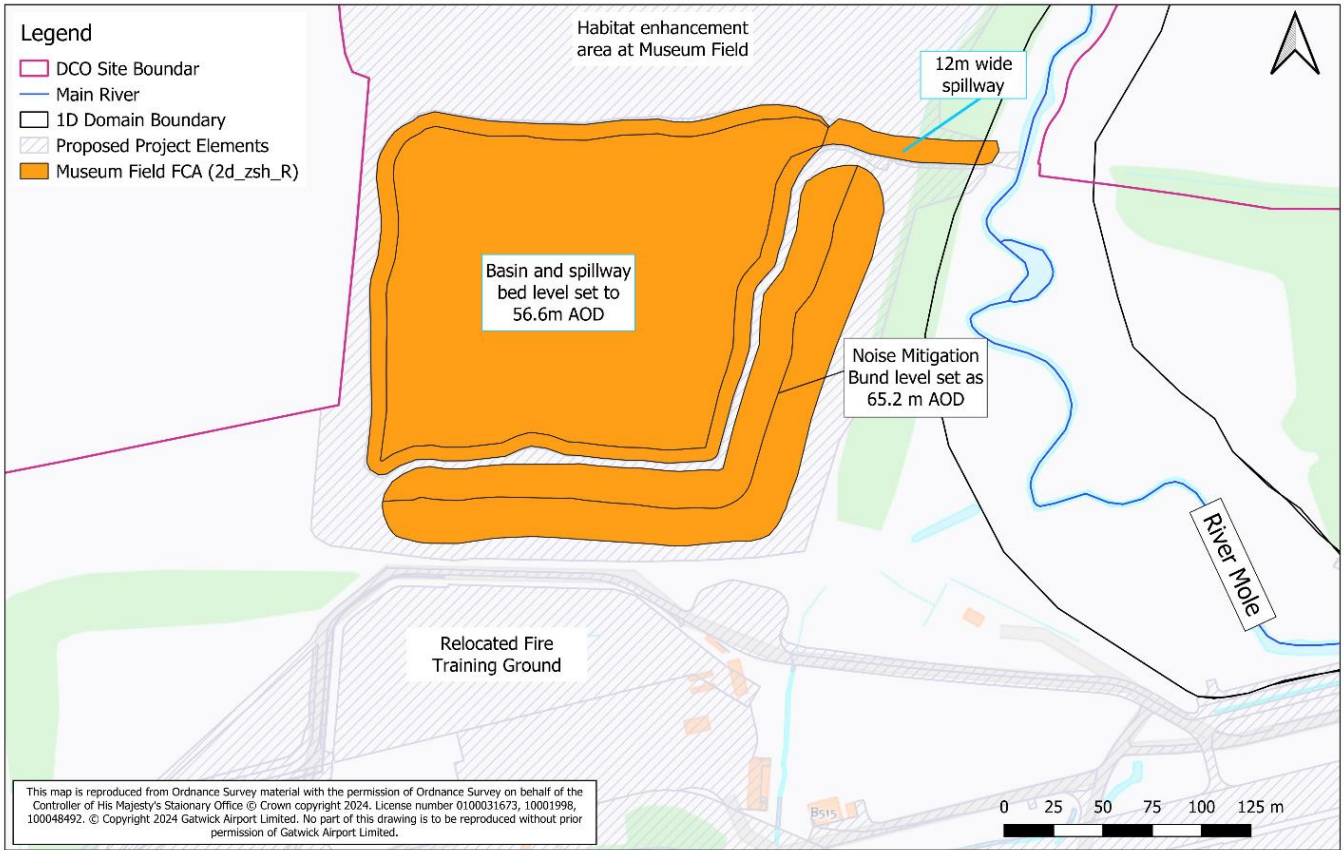 Legend
DCO Site Boundar
Main River
1D Domain Boundary
Proposed Project Elements
Museum Field FCA (2d_zsh_R)
Habitat enhancement
area at Museum Field
12m wide
spillway
Basin and spillway
bed level set to
56.6m AOD
Noise Mitigation
Bund level set as
65.2 m AOD
River Mole
Relocated Fire
Training Ground
B515
This map is reproduced from Ordnance Survey material with the permission of Ordnance Survey on behalf of the
Controller of His Majesty's Staionary Office © Crown copyright 2024. License number 0100031673, 10001998,
100048492. © Copyright 2024 Gatwick Airport Limited. No part of this drawing is to be reproduced without prior
permission of Gatwick Airport Limited.
0 25 50 75 100 125 m